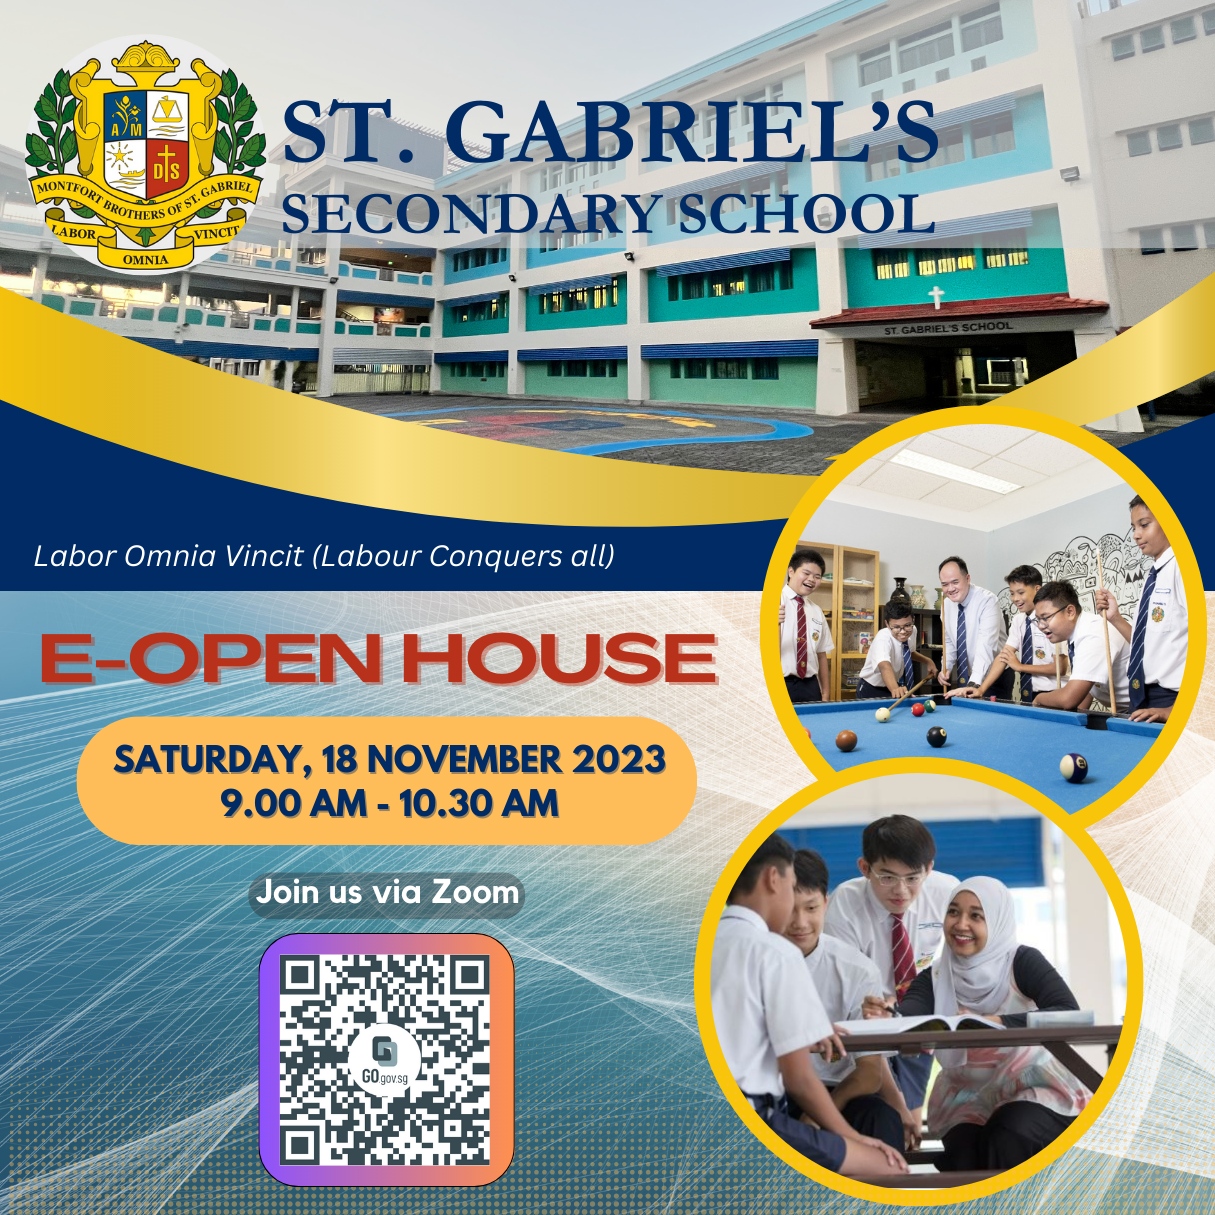 ST. GABRIEL'S
SECONDARY SCHOOL
A M
D S
MONTFORT BROTHERS OF ST. GABRIEL
LABOR
OMNIA
VINCIT
ST. GABRIEL'S SCHOOL
Labor Omnia Vincit (Labour Conquers all)
E-OPEN HOUSE
SATURDAY, 18 NOVEMBER 2023
9.00 AM - 10.30 AM
Join us via Zoom
GO.gov.sg